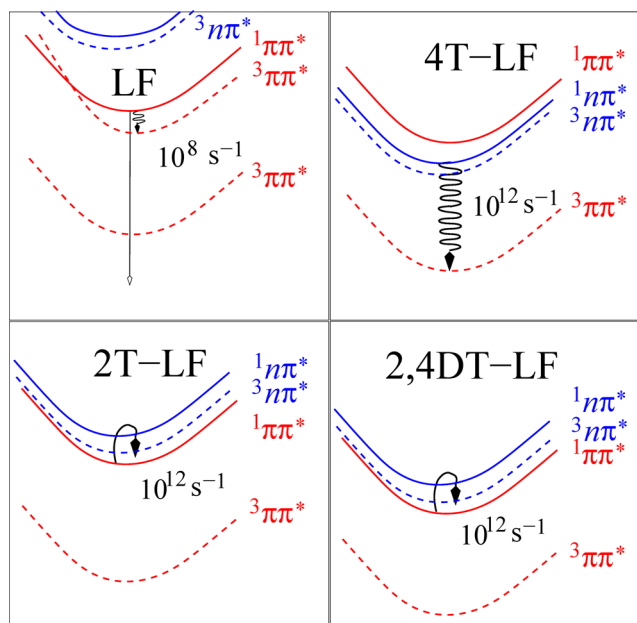 ³nπ*
¹ππ*
LF
³ππ*
10⁸ s⁻¹
³ππ*
4T−LF
¹ππ*
¹nπ*
³nπ*
10¹² s⁻¹
³ππ*
2T−LF
¹nπ*
³nπ*
¹ππ*
10¹² s⁻¹
³ππ*
2,4DT−LF
¹nπ*
³nπ*
¹ππ*
10¹² s⁻¹
³ππ*